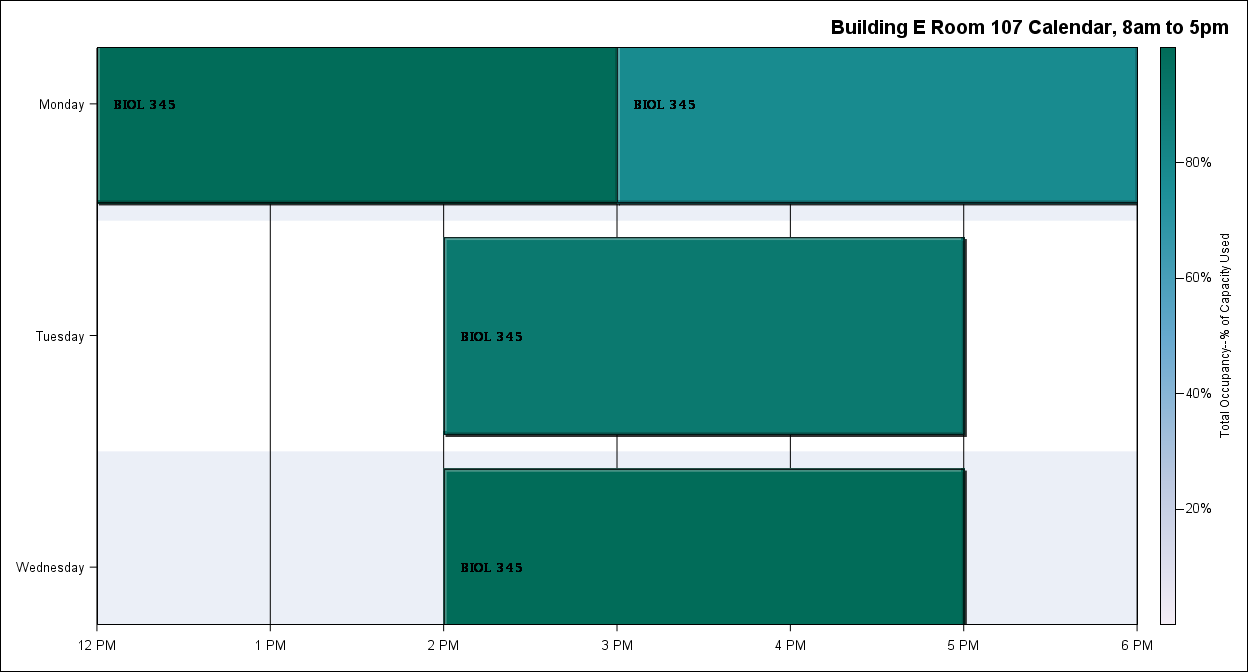 Building E Room 107 Calendar, 8am to 5pm
Monday
BIOL 345
BIOL 345
80%
Tuesday
BIOL 345
60%
Total Occupancy--% of Capacity Used
40%
20%
Wednesday
BIOL 345
12 PM
1 PM
2 PM
3 PM
4 PM
5 PM
6 PM